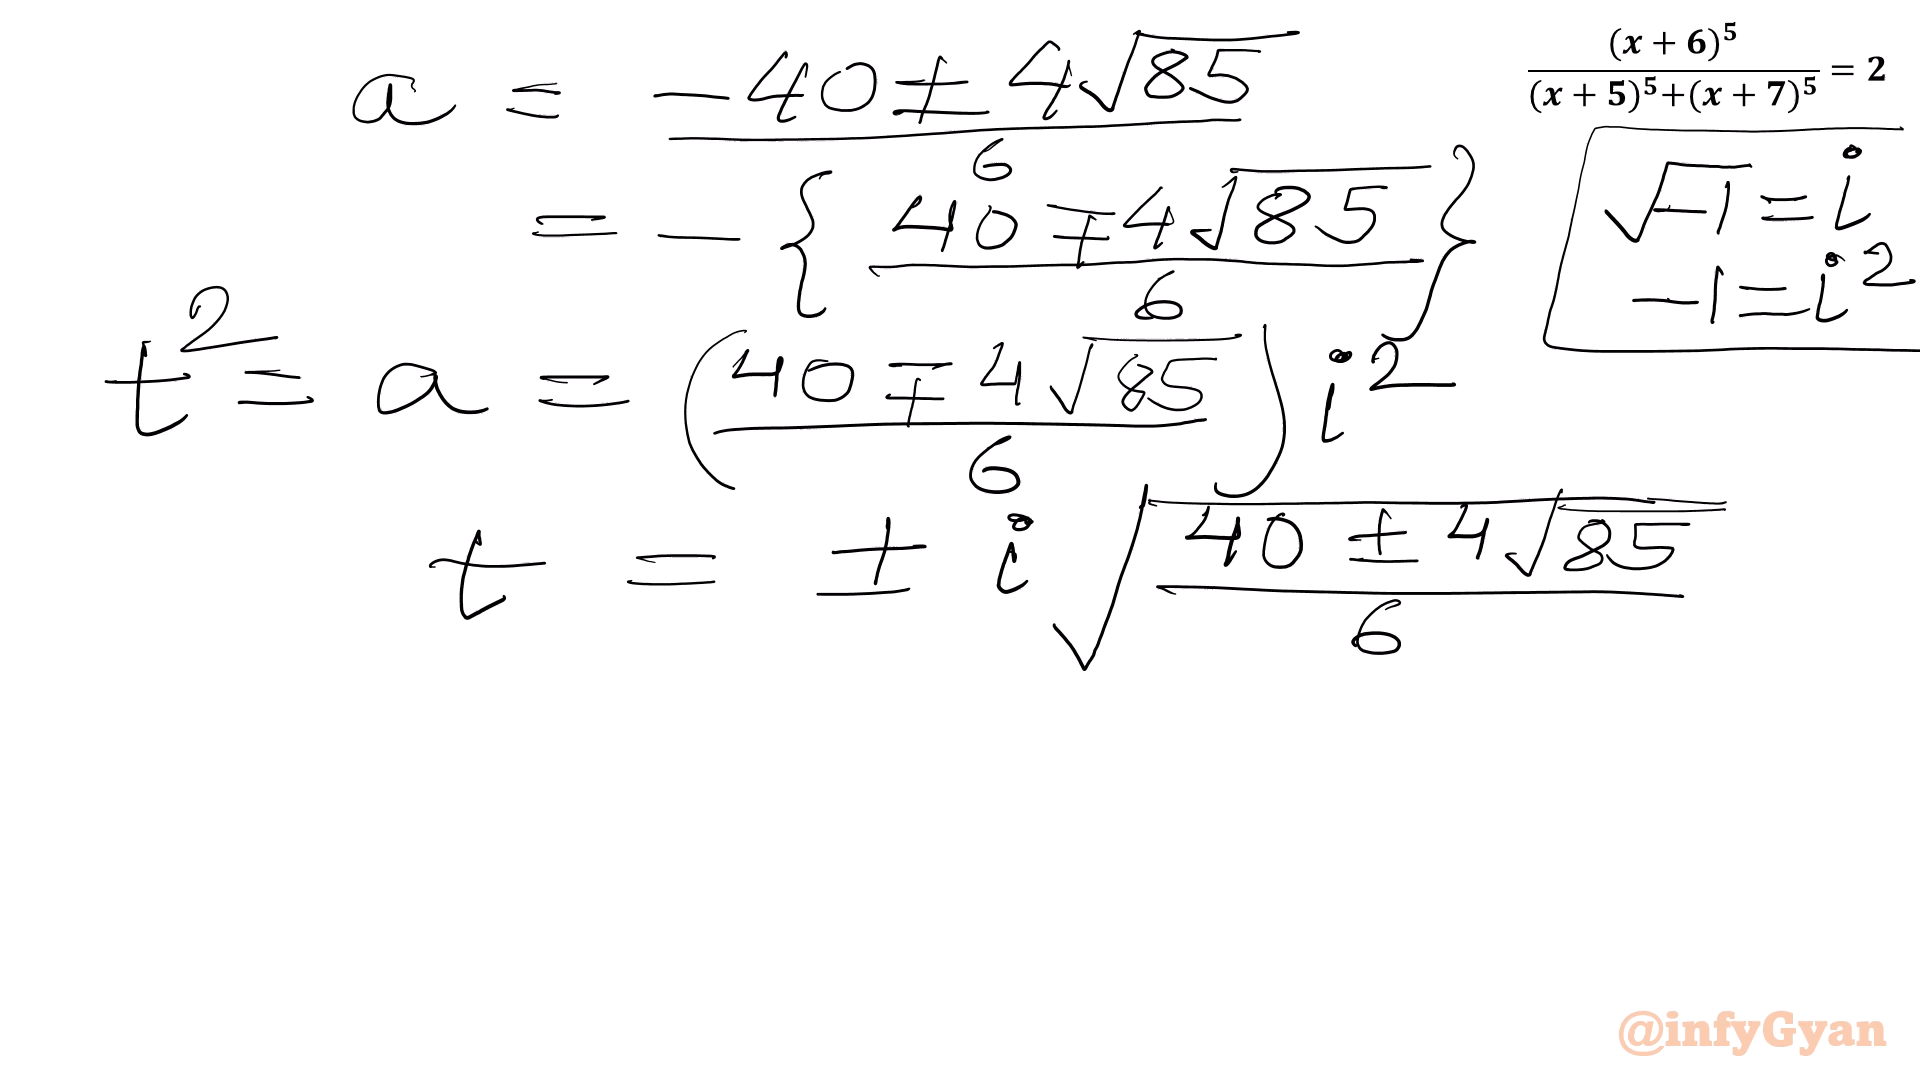 a = (-40 ± 4√85)/6
(x + 6)^5/((x + 5)^5+(x + 7)^5) = 2
= -{(40 ∓ 4√85)/6}
√-1 = i
-1 = i^2
t^2 = a = ((40 ∓ 4√85)/6) i^2
t = ± i √((40 ± 4√85)/6)
@infyGyan